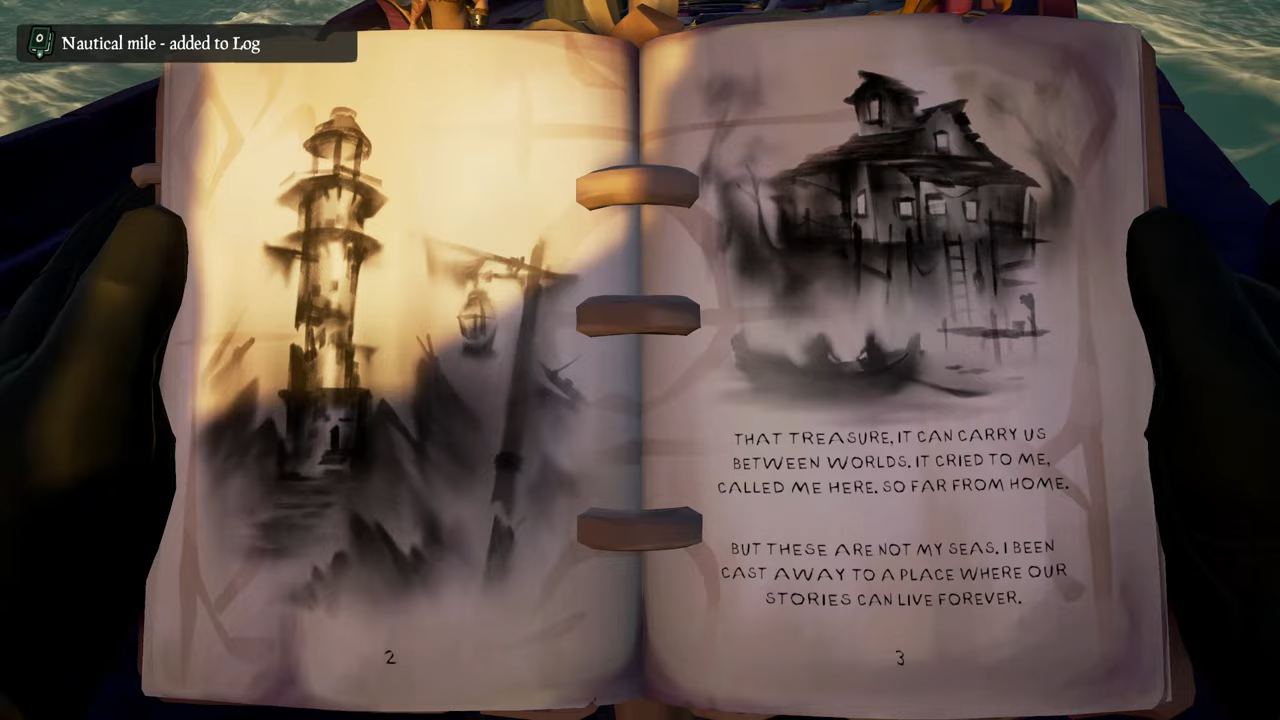 Nautical mile - added to Log
THAT TREASURE, IT CAN CARRY US
BETWEEN WORLDS. IT CRIED TO ME,
CALLED ME HERE. SO FAR FROM HOME.
BUT THESE ARE NOT MY SEAS. I BEEN
CAST AWAY TO A PLACE WHERE OUR
STORIES CAN LIVE FOREVER.
2
3